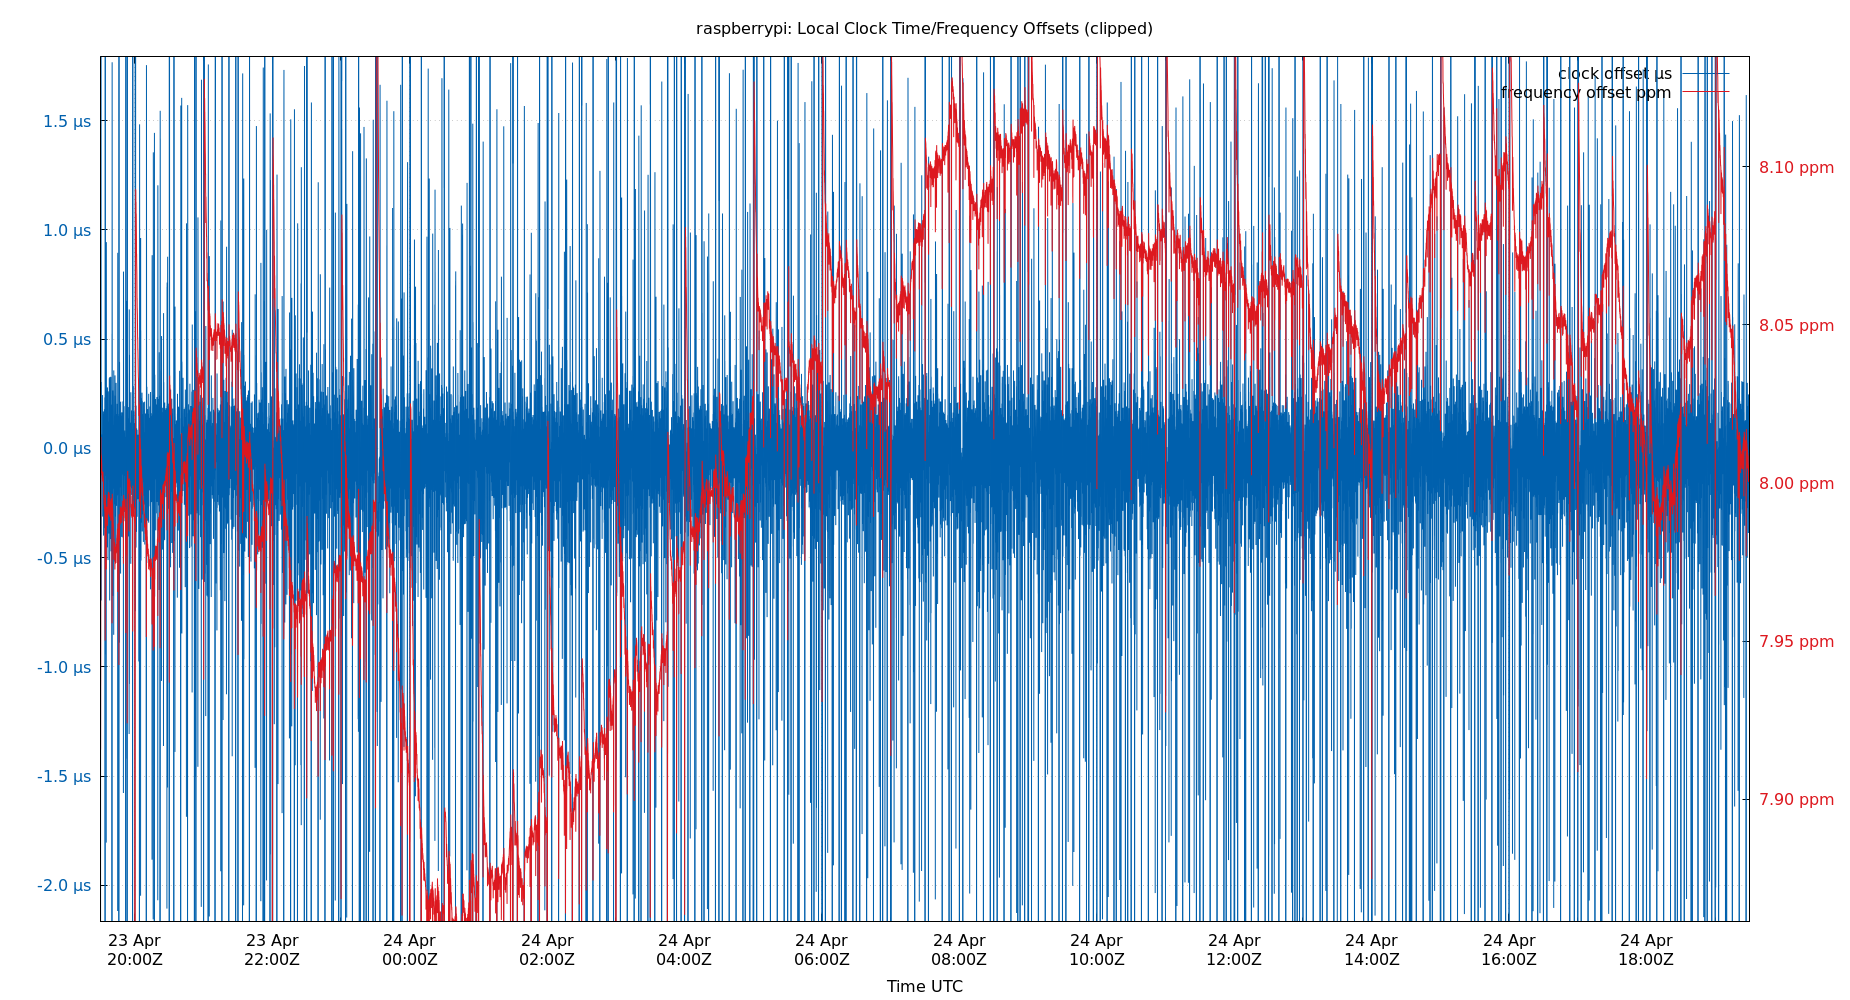 raspberrypi: Local Clock Time/Frequency Offsets (clipped)
clock offset µs
frequency offset ppm
1.5 µs
1.0 µs
0.5 µs
0.0 µs
-0.5 µs
-1.0 µs
-1.5 µs
-2.0 µs
8.10 ppm
8.05 ppm
8.00 ppm
7.95 ppm
7.90 ppm
23 Apr
20:00Z
23 Apr
22:00Z
24 Apr
00:00Z
24 Apr
02:00Z
24 Apr
04:00Z
24 Apr
06:00Z
24 Apr
08:00Z
24 Apr
10:00Z
24 Apr
12:00Z
24 Apr
14:00Z
24 Apr
16:00Z
24 Apr
18:00Z
Time UTC